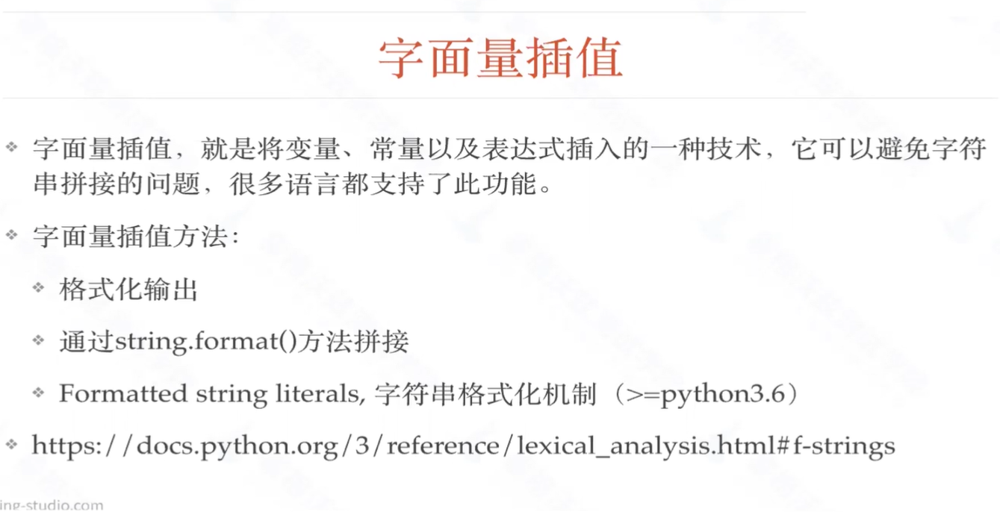 字面量插值
字面量插值，就是将变量、常量以及表达式插入的一种技术，它可以避免字符
串拼接的问题，很多语言都支持了此功能。
字面量插值方法：
格式化输出
通过string.format()方法拼接
Formatted string literals, 字符串格式化机制（>=python3.6）
https://docs.python.org/3/reference/lexical_analysis.html#f-strings
ing-studio.com